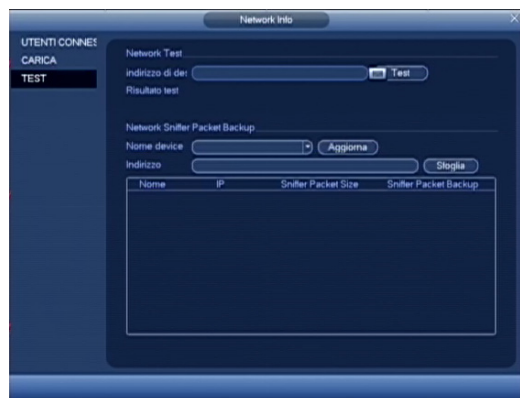 Network Info
UTENTI CONNES
CARICA
TEST
Network Test
indirizzo di de:
Test
Risultato test
Network Sniffer Packet Backup
Nome device
Aggiorna
Indirizzo
Sfoglia
Nome IP Sniffer Packet Size Sniffer Packet Backup